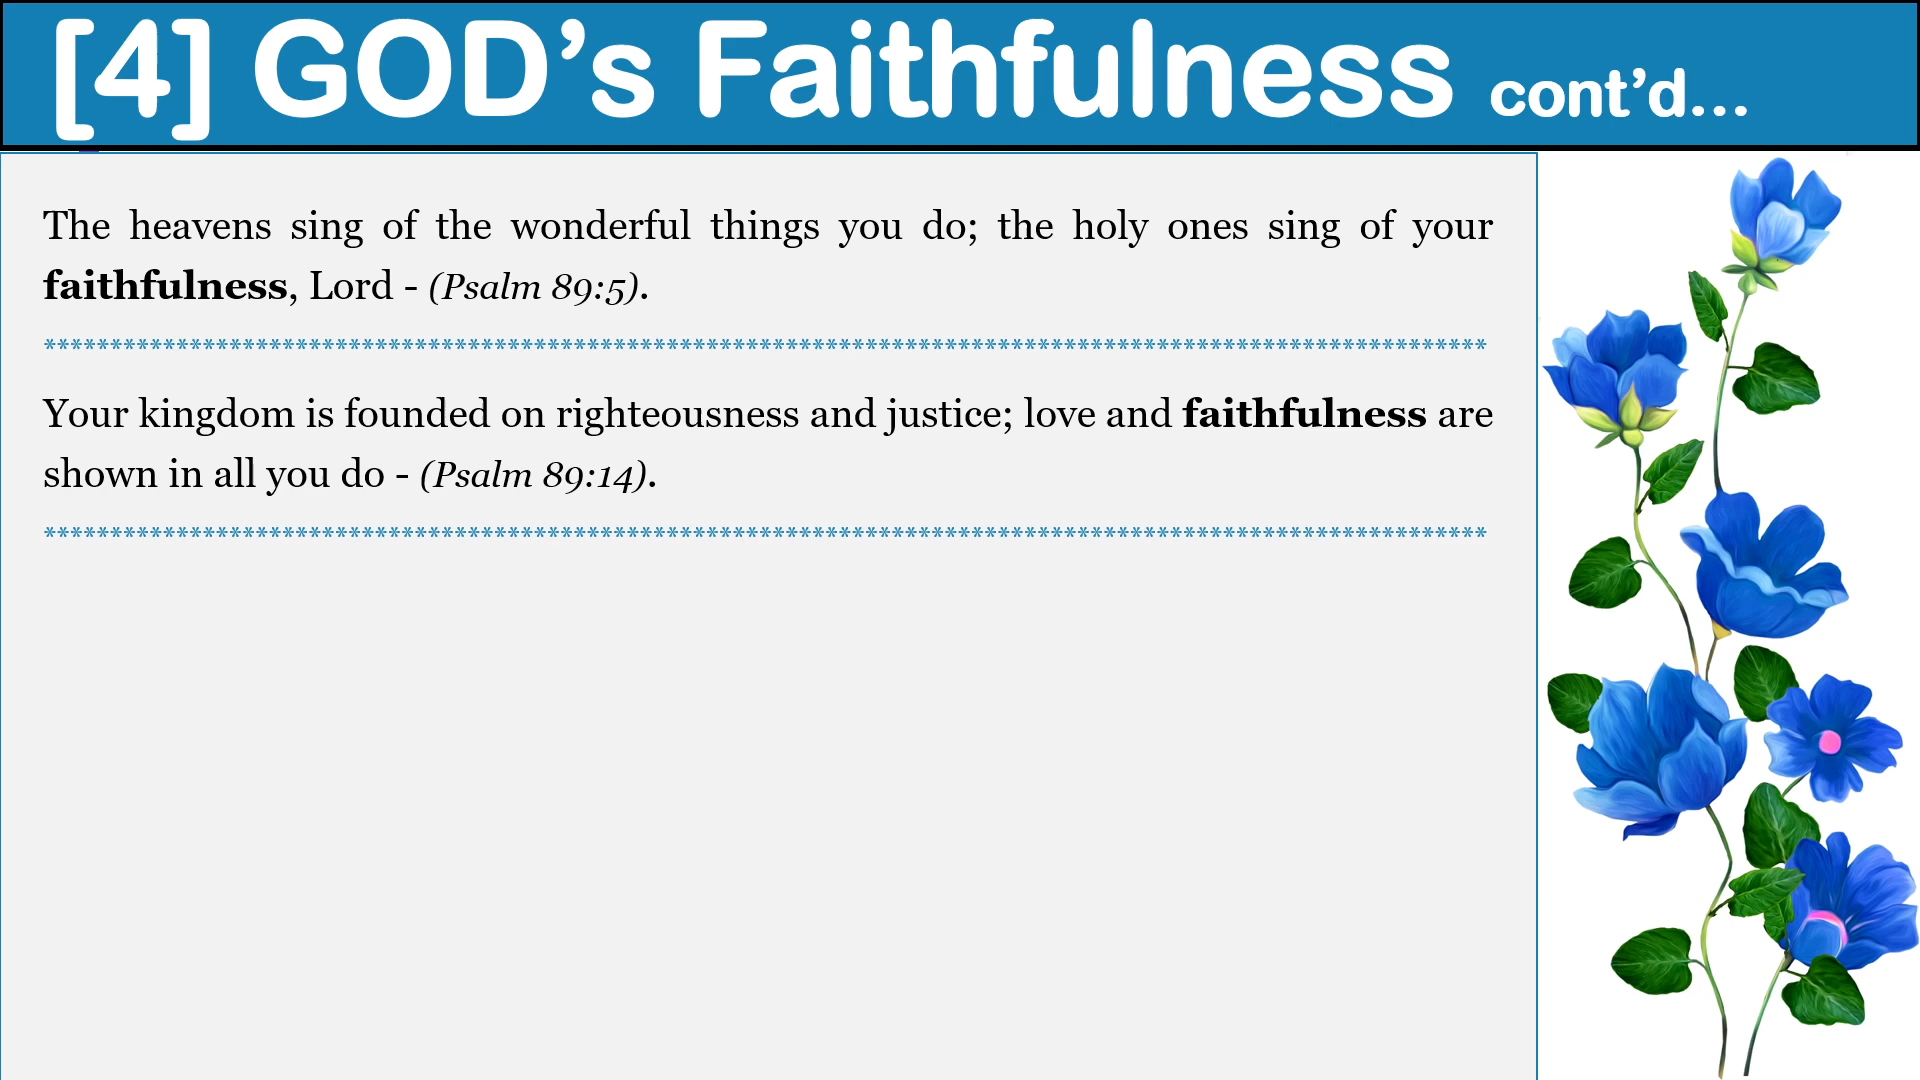 [4] GOD’s Faithfulness cont’d...
The heavens sing of the wonderful things you do; the holy ones sing of your
faithfulness, Lord - (Psalm 89:5).
*************************************************************************************************************
Your kingdom is founded on righteousness and justice; love and faithfulness are
shown in all you do - (Psalm 89:14).
*************************************************************************************************************